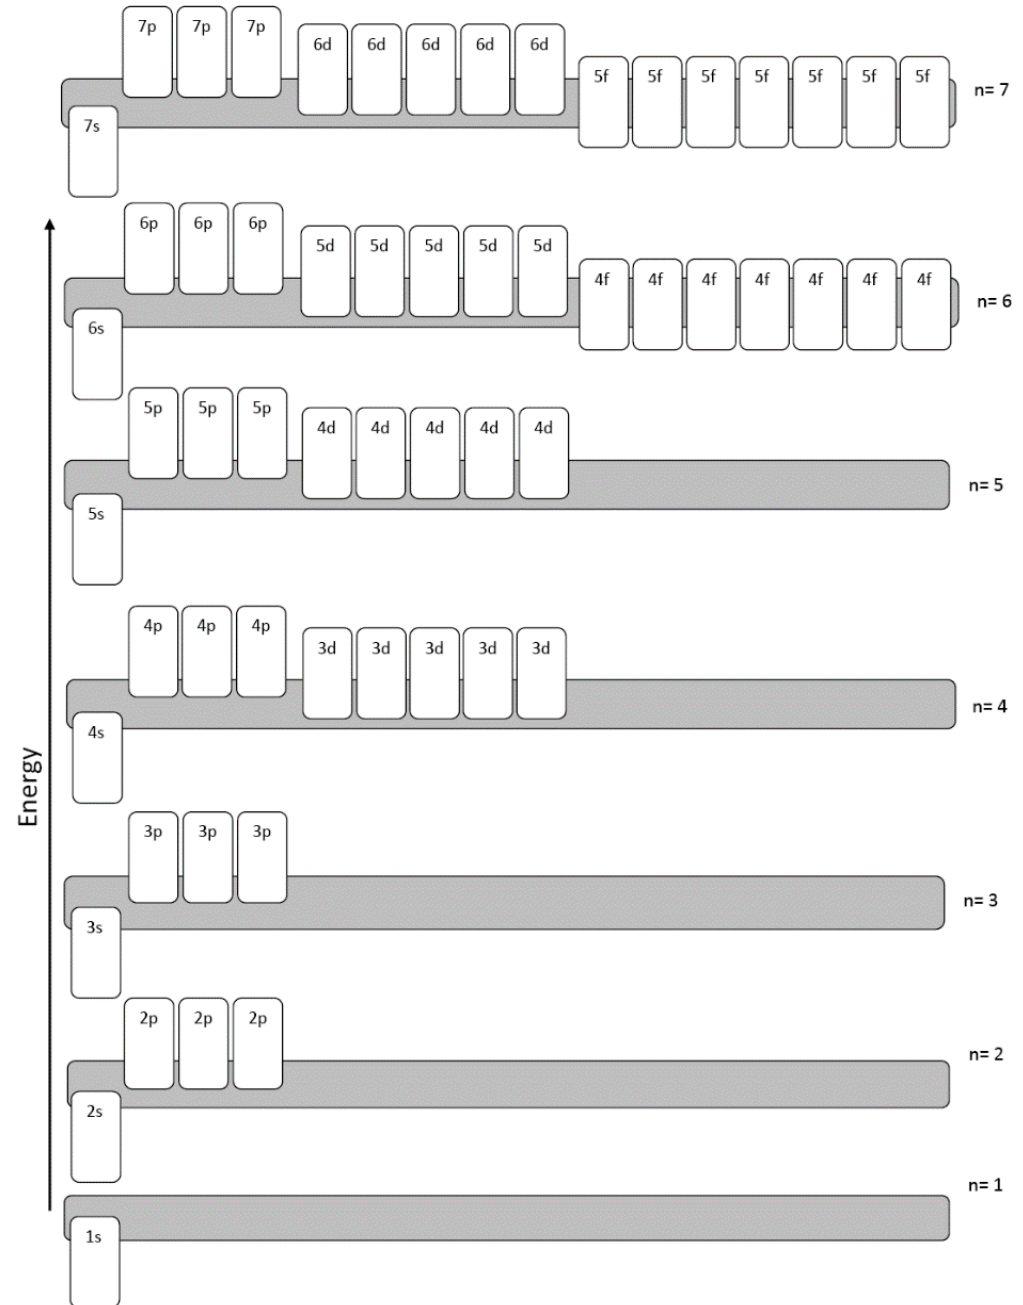 7p 7p 7p
6d 6d 6d 6d 6d
5f 5f 5f 5f 5f 5f 5f
n= 7
7s
6p 6p 6p
5d 5d 5d 5d 5d
4f 4f 4f 4f 4f 4f 4f
n= 6
6s
5p 5p 5p
4d 4d 4d 4d 4d
n= 5
5s
4p 4p 4p
3d 3d 3d 3d 3d
n= 4
4s
Energy
3p 3p 3p
n= 3
3s
2p 2p 2p
n= 2
2s
n= 1
1s